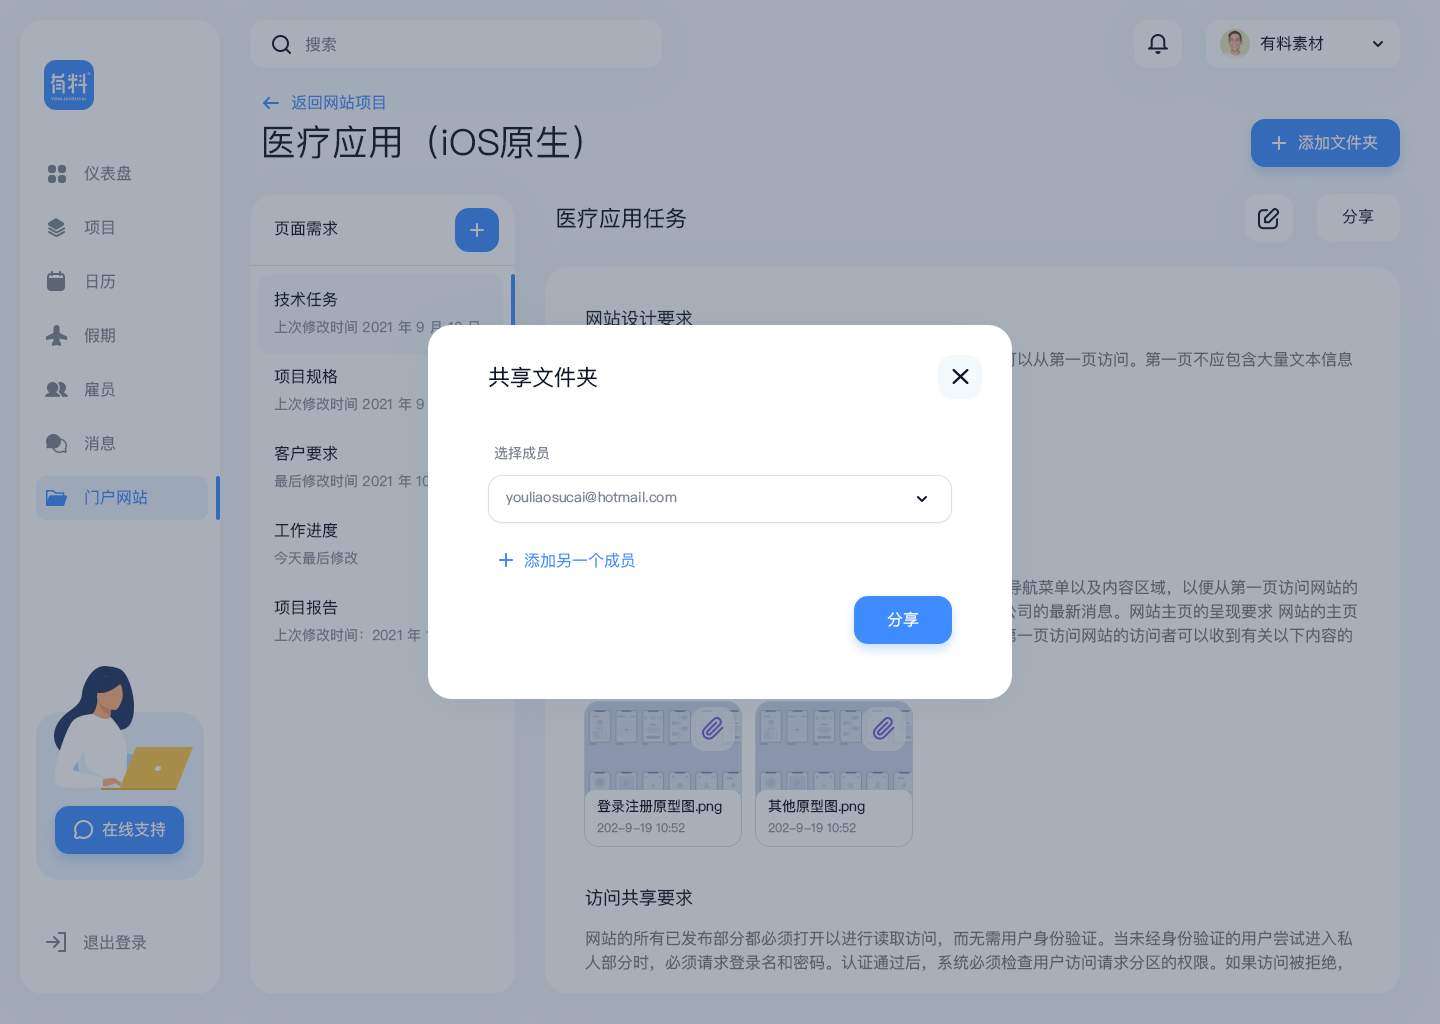 搜索
有料素材
有料
返回网站项目
医疗应用（iOS原生）
添加文件夹
仪表盘
项目
日历
假期
雇员
消息
门户网站
在线支持
退出登录
页面需求
技术任务
上次修改时间 2021 年 9 月
项目规格
上次修改时间 2021 年 9
客户要求
最后修改时间 2021 年 10
工作进度
今天最后修改
项目报告
上次修改时间：2021 年
医疗应用任务
分享
网站设计要求
可以从第一页访问。第一页不应包含大量文本信息
共享文件夹
选择成员
youliaosucai@hotmail.com
添加另一个成员
分享
导航菜单以及内容区域，以便从第一页访问网站的
公司的最新消息。网站主页的呈现要求 网站的主页
第一页访问网站的访问者可以收到有关以下内容的
登录注册原型图.png
202-9-19 10:52
其他原型图.png
202-9-19 10:52
访问共享要求
网站的所有已发布部分都必须打开以进行读取访问，而无需用户身份验证。当未经身份验证的用户尝试进入私
人部分时，必须请求登录名和密码。认证通过后，系统必须检查用户访问请求分区的权限。如果访问被拒绝，